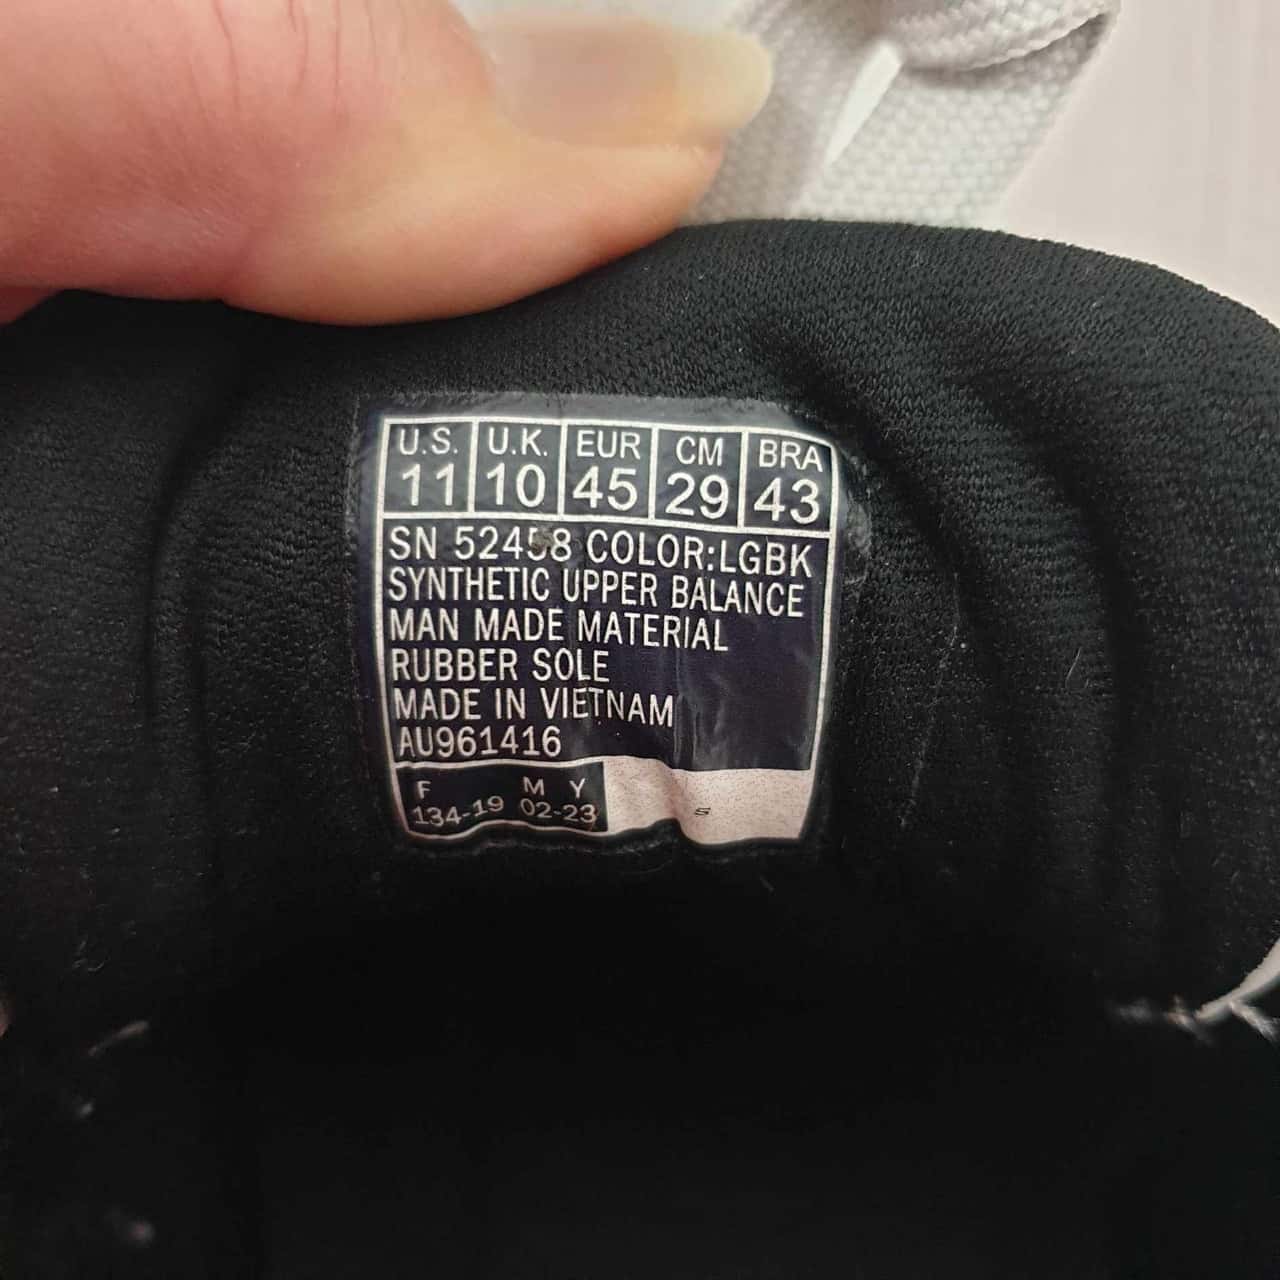 U.S. U.K. EUR CM BRA
11 10 45 29 43
SN 52458 COLOR:LGBK
SYNTHETIC UPPER BALANCE
MAN MADE MATERIAL
RUBBER SOLE
MADE IN VIETNAM
AU961416
F M Y
134-19 02-23
S